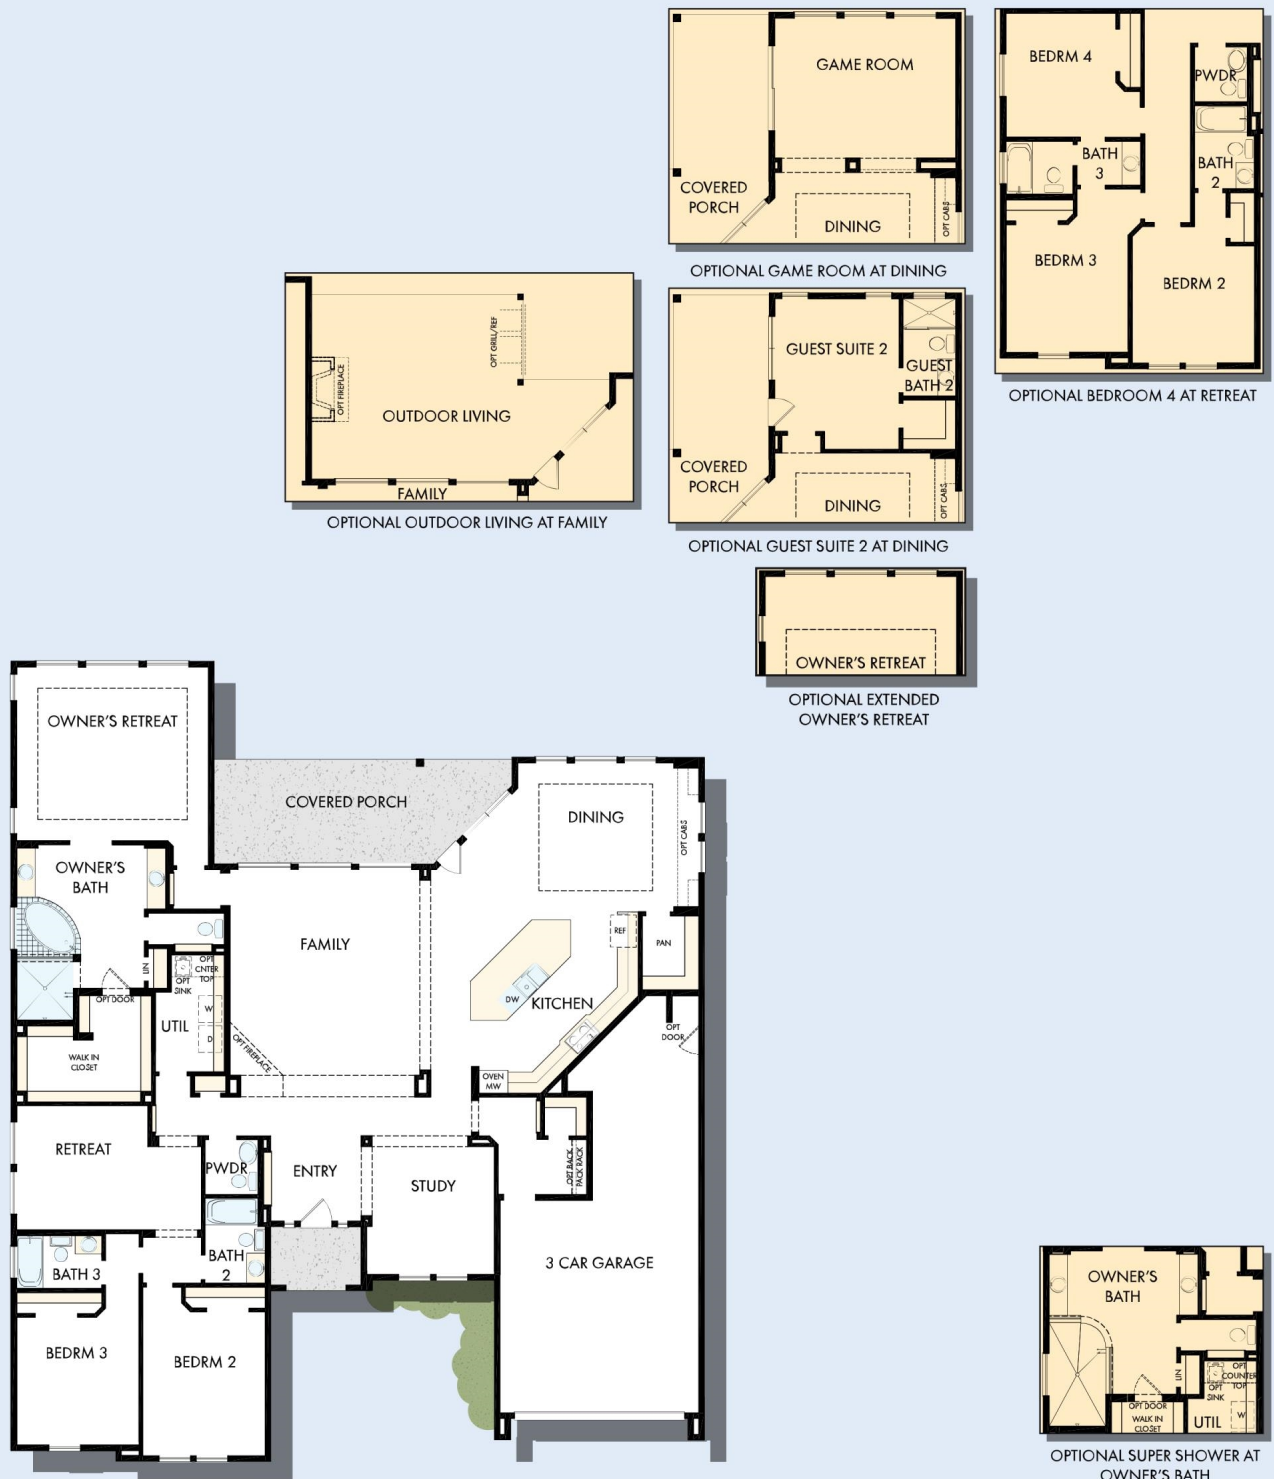 GAME ROOM
COVERED
PORCH
DINING
OPT CABS
OPTIONAL GAME ROOM AT DINING
BEDRM 4
PWDR
BATH
3
BATH
2
BEDRM 3
BEDRM 2
OPTIONAL BEDROOM 4 AT RETREAT
OPT GRILL/REF
OPT FIREPLACE
OUTDOOR LIVING
FAMILY
OPTIONAL OUTDOOR LIVING AT FAMILY
GUEST SUITE 2
GUEST
BATH 2
COVERED
PORCH
DINING
OPT CABS
OPTIONAL GUEST SUITE 2 AT DINING
OWNER'S RETREAT
OPTIONAL EXTENDED
OWNER'S RETREAT
OWNER'S RETREAT
COVERED PORCH
DINING
OPT CABS
OWNER'S
BATH
FAMILY
REF
PAN
LIN
OPT
SINK
OPT
CNTER
TOP
OPT DOOR
DW
KITCHEN
W
D
UTIL
OPT
DOOR
OPT FIREPLACE
WALK IN
CLOSET
OVEN
MW
RETREAT
PWDR
ENTRY
STUDY
OPT BACK
PACK RACK
BATH
2
BATH 3
3 CAR GARAGE
BEDRM 3
BEDRM 2
OWNER'S
BATH
LIN
OPT
SINK
OPT
COUNTER
TOP
OPT DOOR
WALK IN
CLOSET
UTIL
W
OPTIONAL SUPER SHOWER AT
OWNER'S BATH